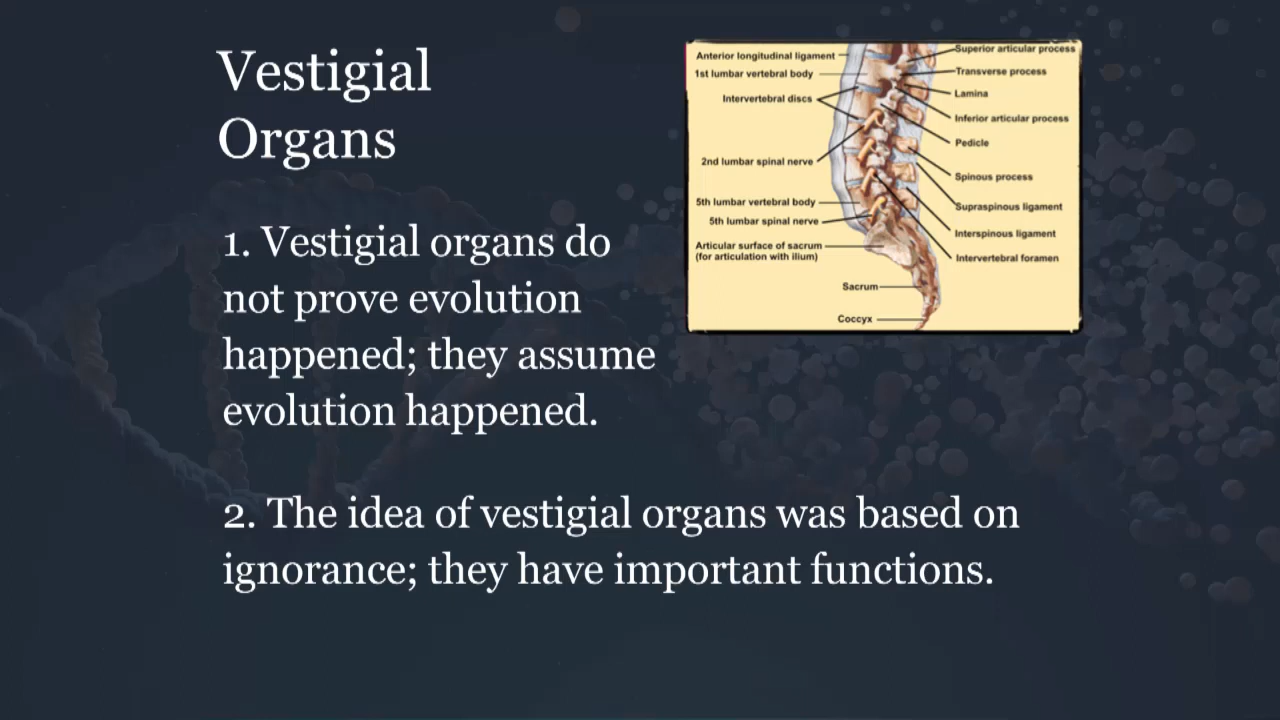 Vestigial
Organs
1. Vestigial organs do
not prove evolution
happened; they assume
evolution happened.
2. The idea of vestigial organs was based on
ignorance; they have important functions.
Anterior longitudinal ligament
1st lumbar vertebral body
Intervertebral discs
2nd lumbar spinal nerve
5th lumbar vertebral body
5th lumbar spinal nerve
Articular surface of sacrum
(for articulation with ilium)
Sacrum
Coccyx
Superior articular process
Transverse process
Lamina
Inferior articular process
Pedicle
Spinous process
Supraspinous ligament
Interspinous ligament
Intervertebral foramen